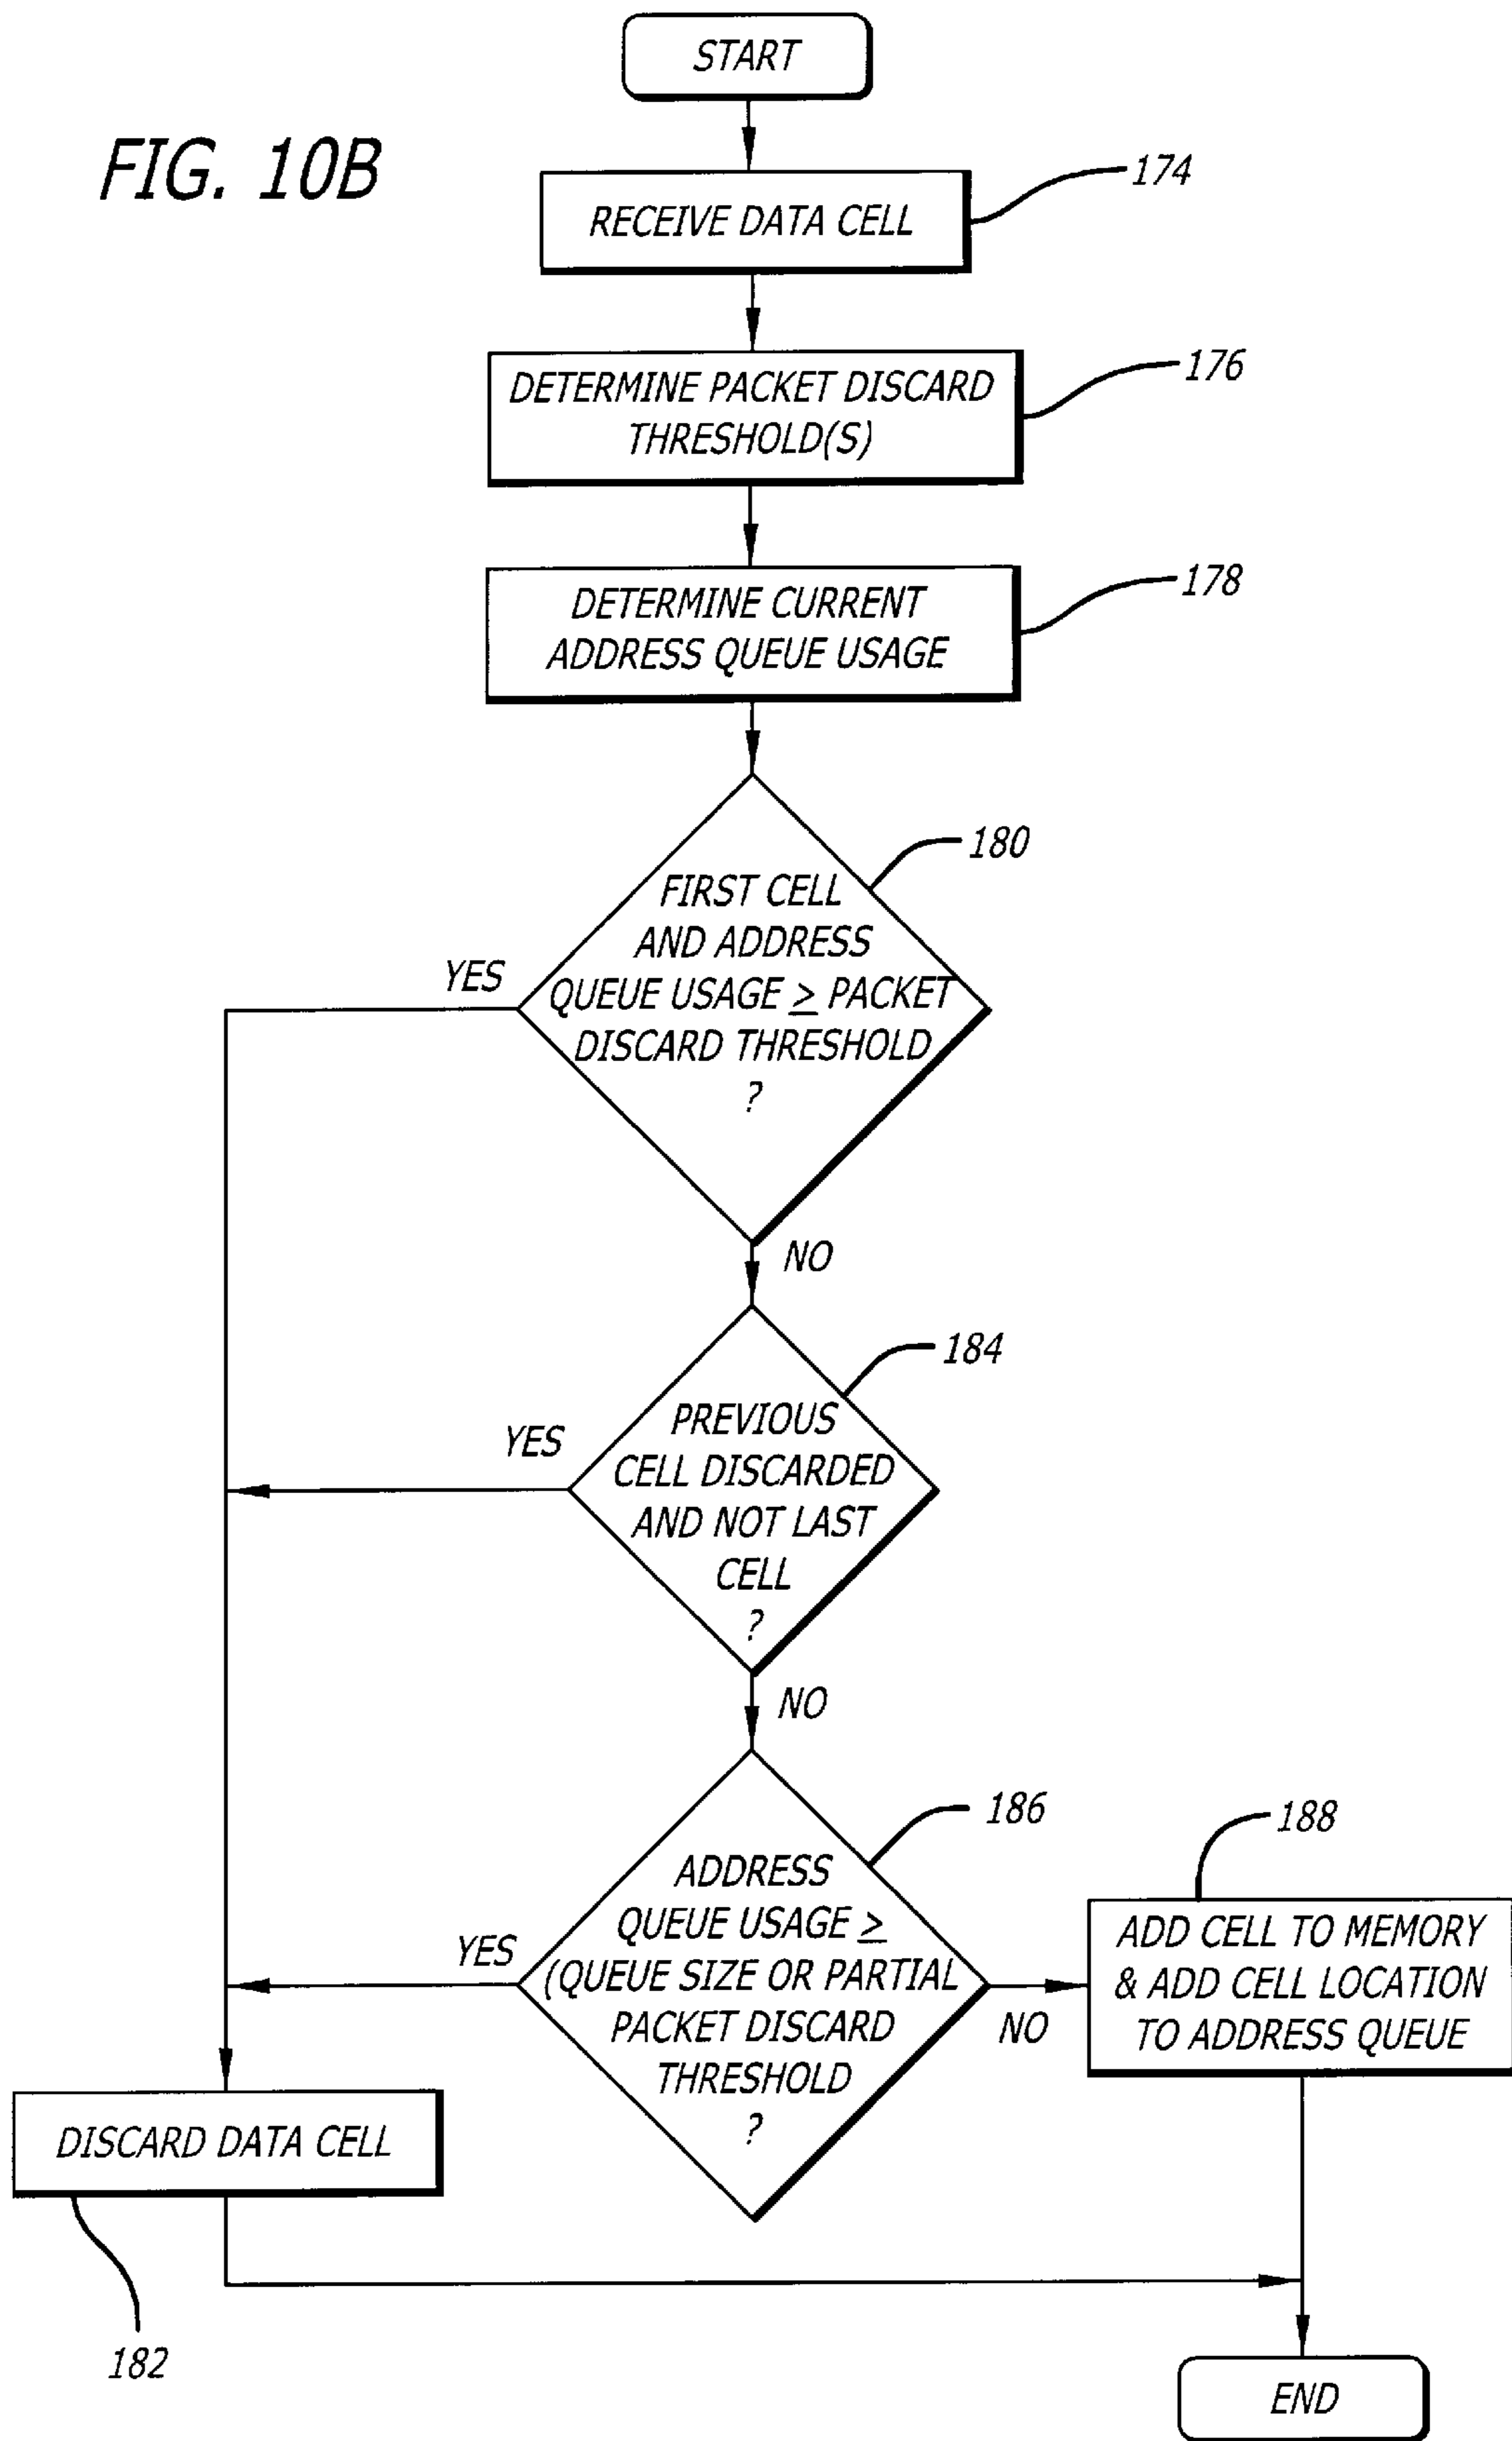 START
FIG. 10B
174
RECEIVE DATA CELL
176
DETERMINE PACKET DISCARD
THRESHOLD(S)
178
DETERMINE CURRENT
ADDRESS QUEUE USAGE
180
FIRST CELL
AND ADDRESS
QUEUE USAGE ≥ PACKET
DISCARD THRESHOLD
?
YES
NO
184
PREVIOUS
CELL DISCARDED
AND NOT LAST
CELL
?
YES
NO
186
ADDRESS
QUEUE USAGE ≥
(QUEUE SIZE OR PARTIAL
PACKET DISCARD
THRESHOLD
?
YES
NO
188
ADD CELL TO MEMORY
& ADD CELL LOCATION
TO ADDRESS QUEUE
DISCARD DATA CELL
182
END